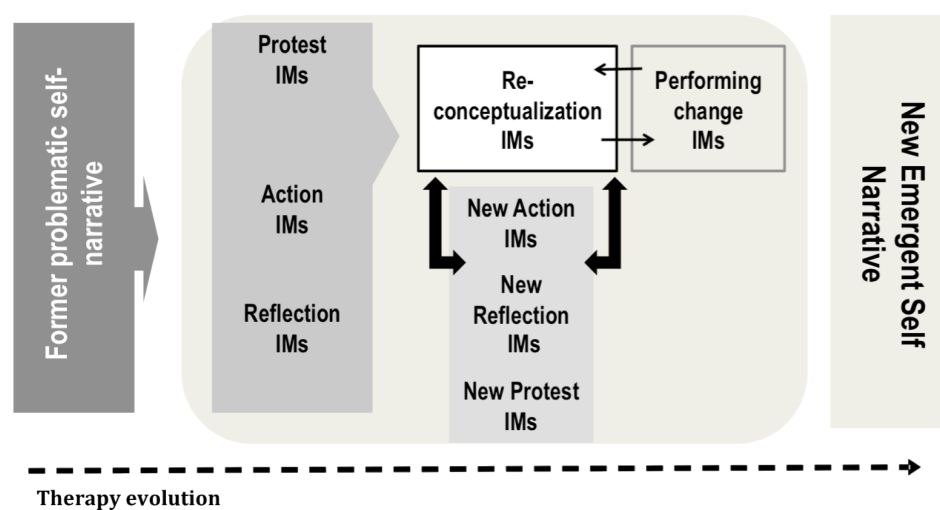 Former problematic self-
narrative
Protest
IMs
Action
IMs
Reflection
IMs
Re-
conceptualization
IMs
Performing
change
IMs
New Action
IMs
New
Reflection
IMs
New Protest
IMs
New Emergent Self
Narrative
Therapy evolution